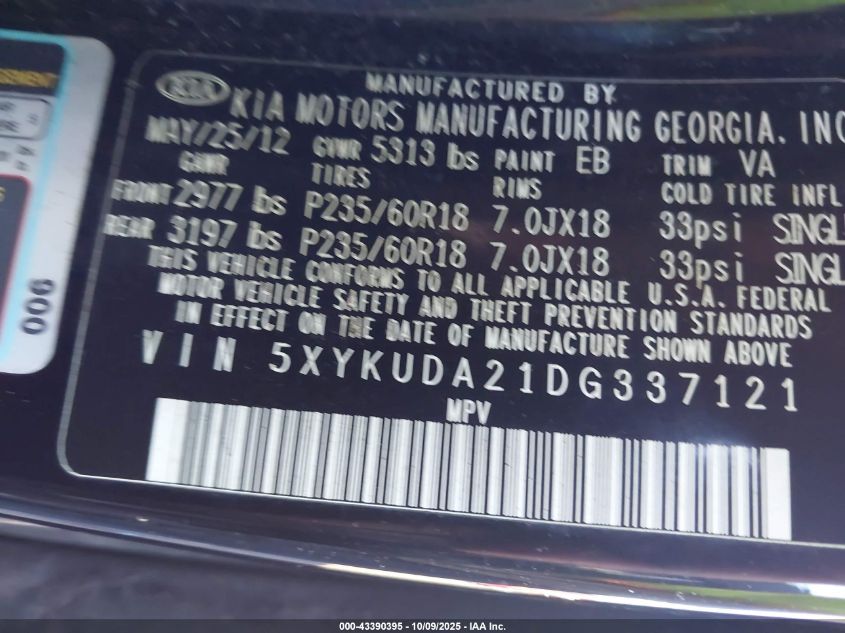 KIA
MANUFACTURED BY
KIA MOTORS MANUFACTURING GEORGIA, INC
MAY/25/12 GVWR 5313 lbs PAINT EB TRIM VA
GAWR TIRES RIMS COLD TIRE INFL
FRONT 2977 lbs P235/60R18 7.0JX18 33psi SINGL
REAR 3197 lbs P235/60R18 7.0JX18 33psi SINGL
THIS VEHICLE CONFORMS TO ALL APPLICABLE U.S.A. FEDERAL
MOTOR VEHICLE SAFETY AND THEFT PREVENTION STANDARDS
IN EFFECT ON THE DATE OF MANUFACTURE SHOWN ABOVE.
VIN 5XYKUDA21DG337121
MPV
006
000-43390395 - 10/09/2025 - IAA Inc.